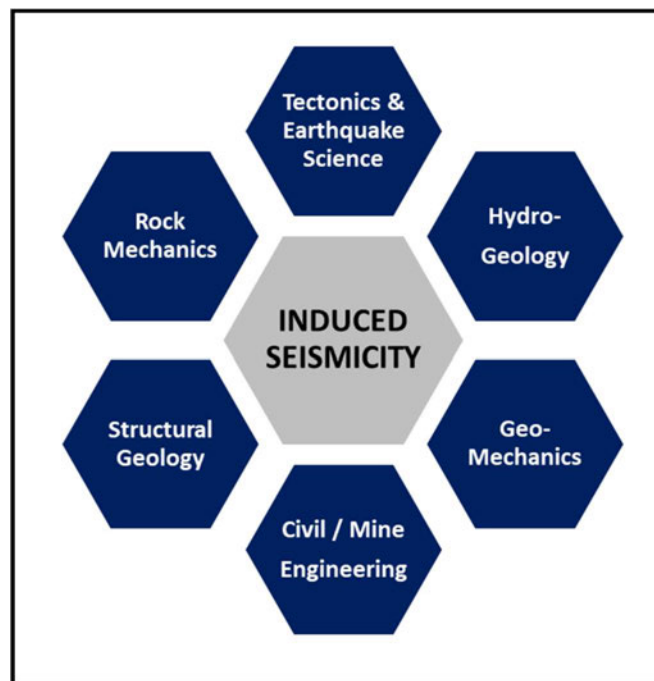 Tectonics &
Earthquake
Science
Rock
Mechanics
Hydro-
Geology
INDUCED
SEISMICITY
Structural
Geology
Geo-
Mechanics
Civil / Mine
Engineering